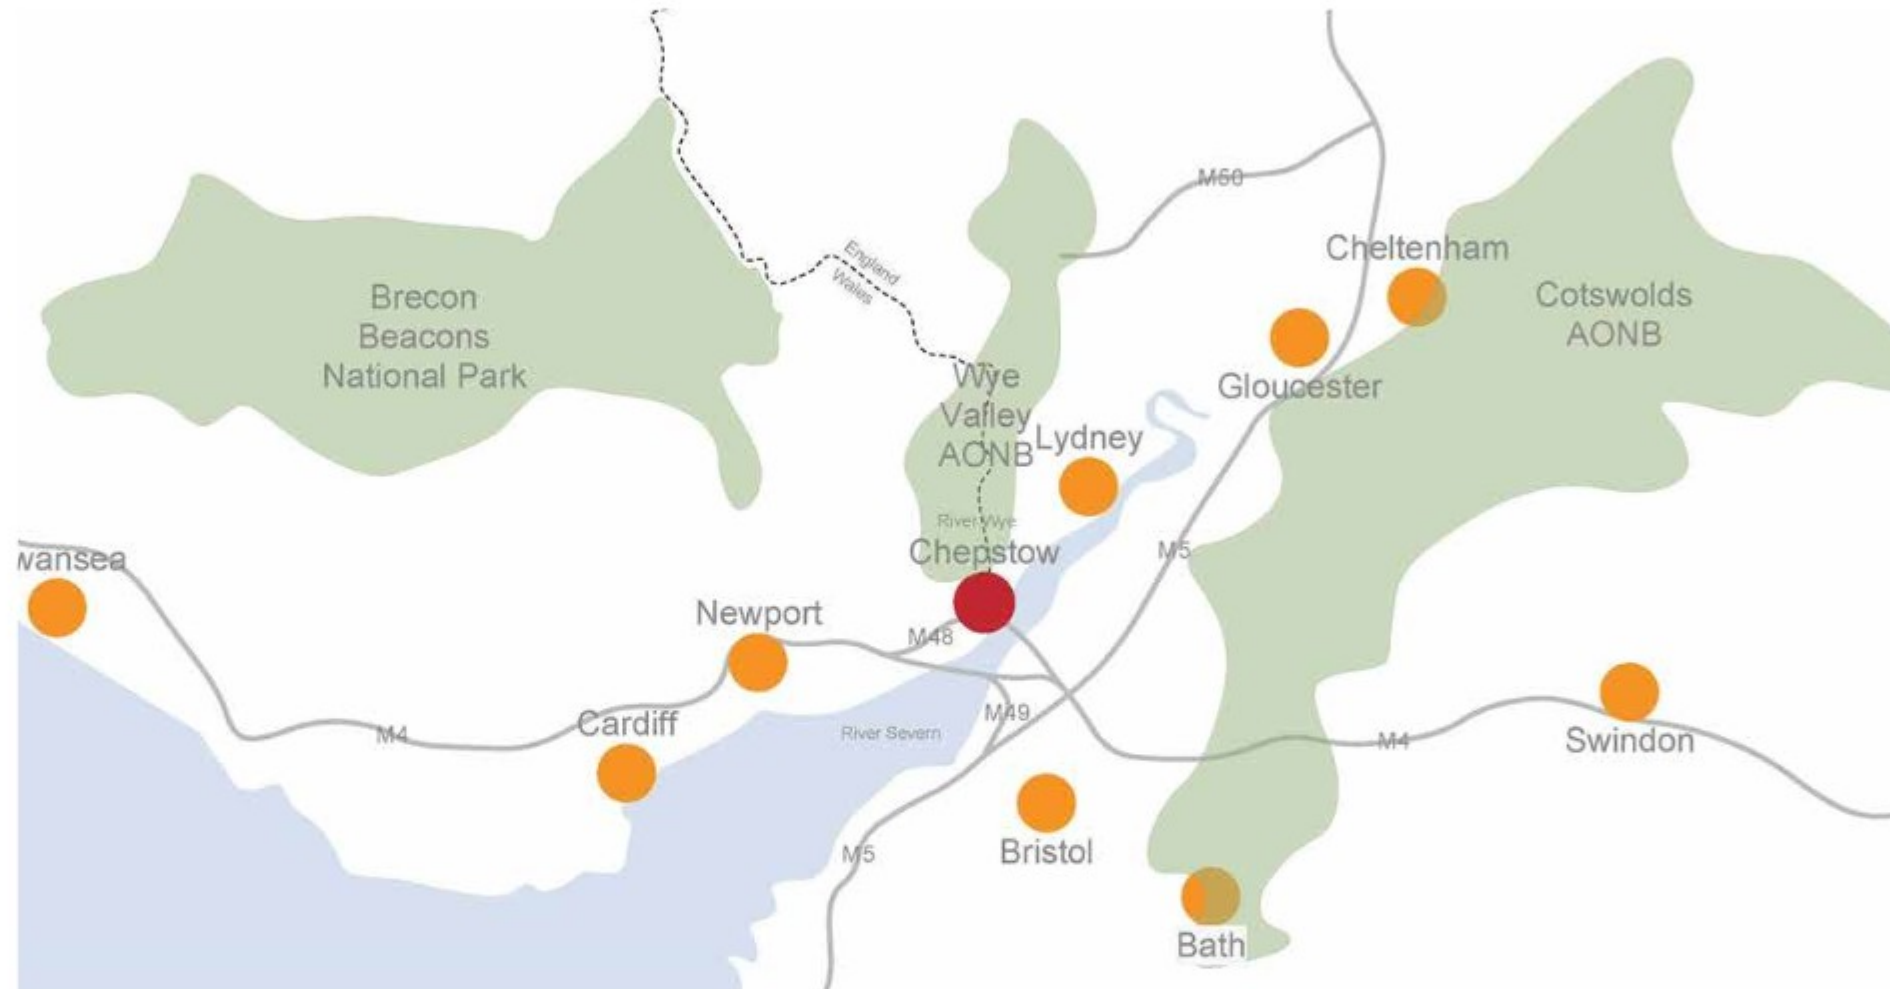 M50
Cheltenham
England
Wales
Brecon
Beacons
National Park
Cotswolds
AONB
Wye
Valley
AONB
Gloucester
Lydney
River Wye
Chepstow
M5
wansea
Newport
M48
M49
Cardiff
M4
River Severn
M4
Swindon
Bristol
M5
Bath